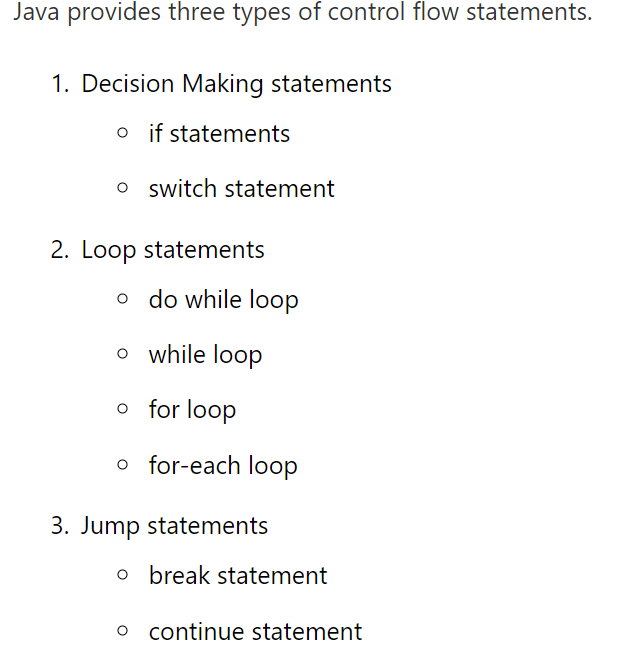 Java provides three types of control flow statements.
1. Decision Making statements
○ if statements
○ switch statement
2. Loop statements
○ do while loop
○ while loop
○ for loop
○ for-each loop
3. Jump statements
○ break statement
○ continue statement